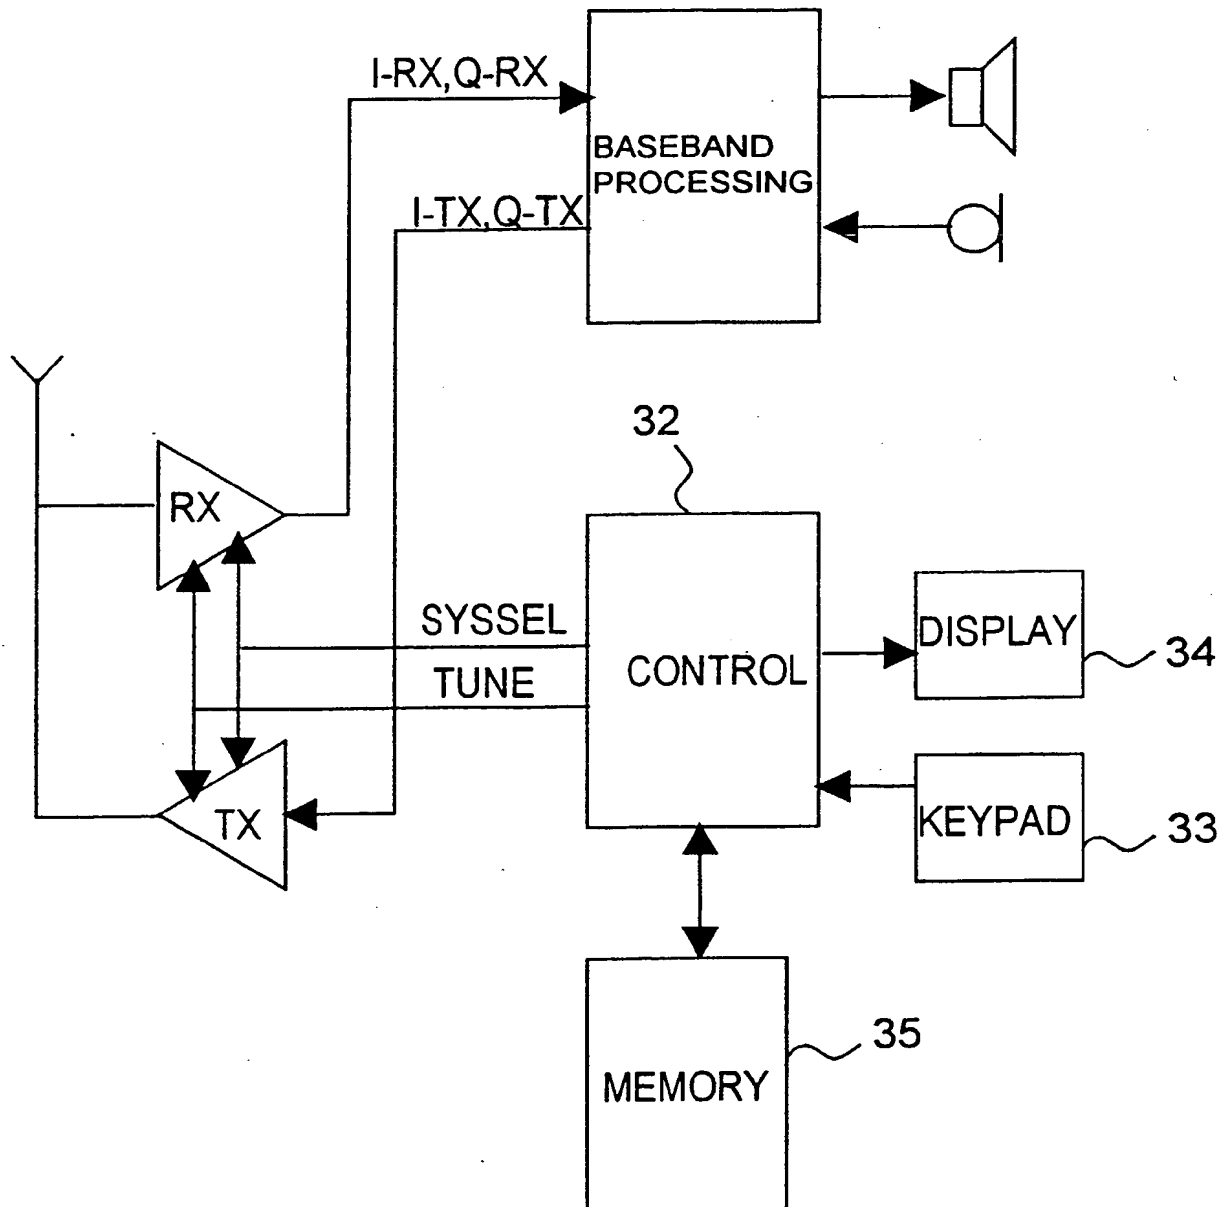 I-RX,Q-RX
BASEBAND
PROCESSING
I-TX,Q-TX
32
RX
SYSSEL
DISPLAY
34
CONTROL
TUNE
KEYPAD
33
TX
35
MEMORY